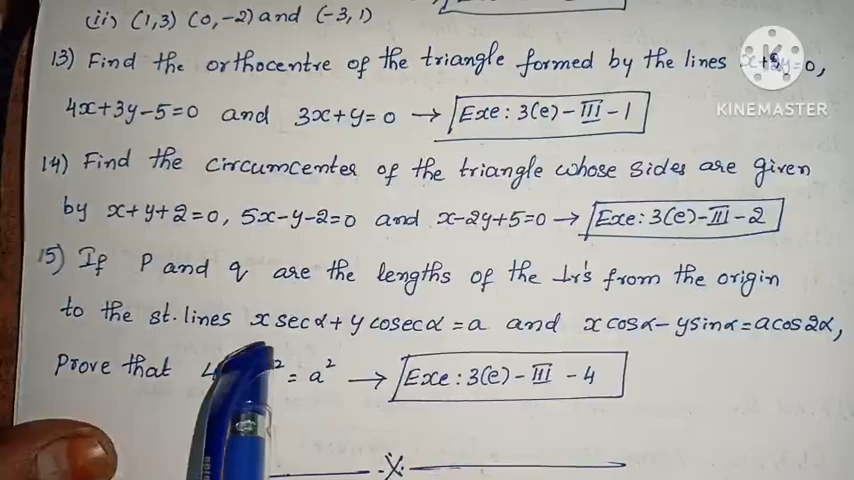 (ii) (1,3) (0,-2) and (-3,1)
13) Find the orthocentre of the triangle formed by the lines x+2y=0,
4x+3y-5=0 and 3x+y=0 → Exe: 3(e)-III-1
KINEMASTER
14) Find the circumcenter of the triangle whose sides are given
by x+y+2=0, 5x-y-2=0 and x-2y+5=0 → Exe: 3(e)-III-2
15) If P and q are the lengths of the ⊥r's from the origin
to the st. lines x secα + y cosecα = a and x cosα - y sinα = a cos2α,
Prove that 4 ² = a² → Exe: 3(e)-III-4
X